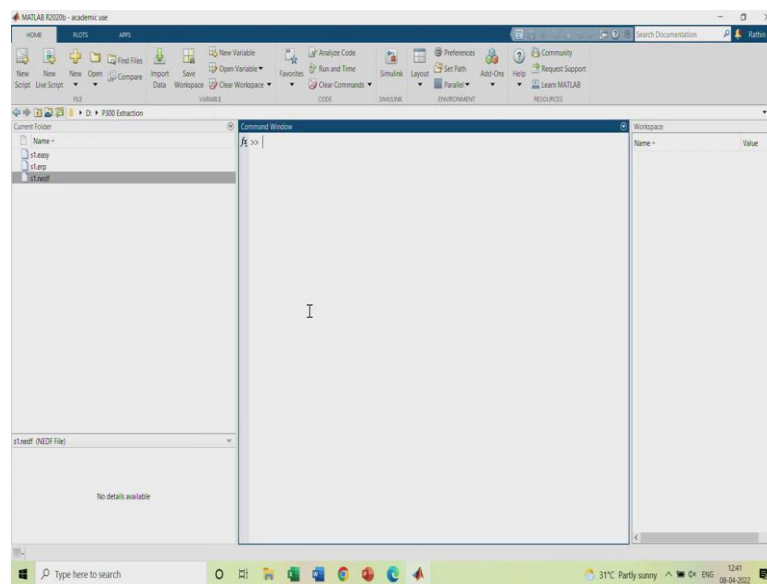 MATLAB R2020b - academic use
HOME PLOTS APPS Search Documentation Rathin
New Script New Live Script New Open Find Files Compare Import Data Save Workspace New Variable Open Variable Clear Workspace Favorites Analyze Code Run and Time Clear Commands Simulink Layout Preferences Set Path Parallel Add-Ons Help Community Request Support Learn MATLAB
FILE VARIABLE CODE SIMULINK ENVIRONMENT RESOURCES
D: P300 Extraction
Current Folder Command Window Workspace
Name Name Value
fx >>
s1.easy
s1.erp
s1.nedf
s1.nedf (NEDF File)
No details available
Type here to search
31°C Partly sunny ENG 12:41
08-04-2022